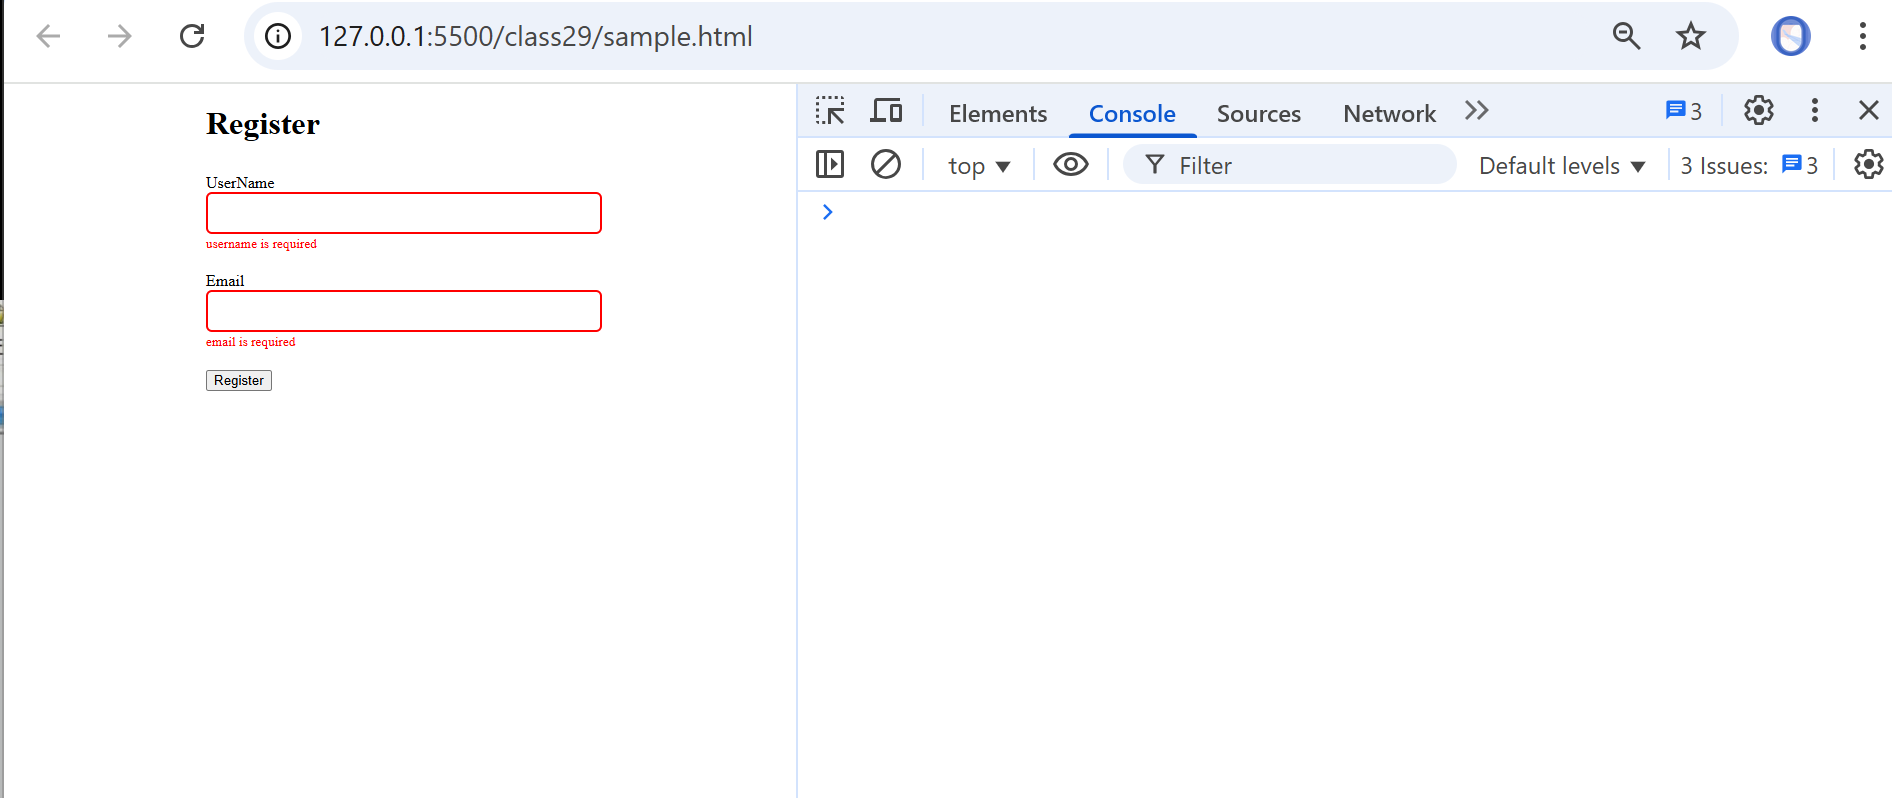 127.0.0.1:5500/class29/sample.html
Register
UserName
username is required
Email
email is required
Register
Elements Console Sources Network 3
top Filter Default levels 3 Issues: 3